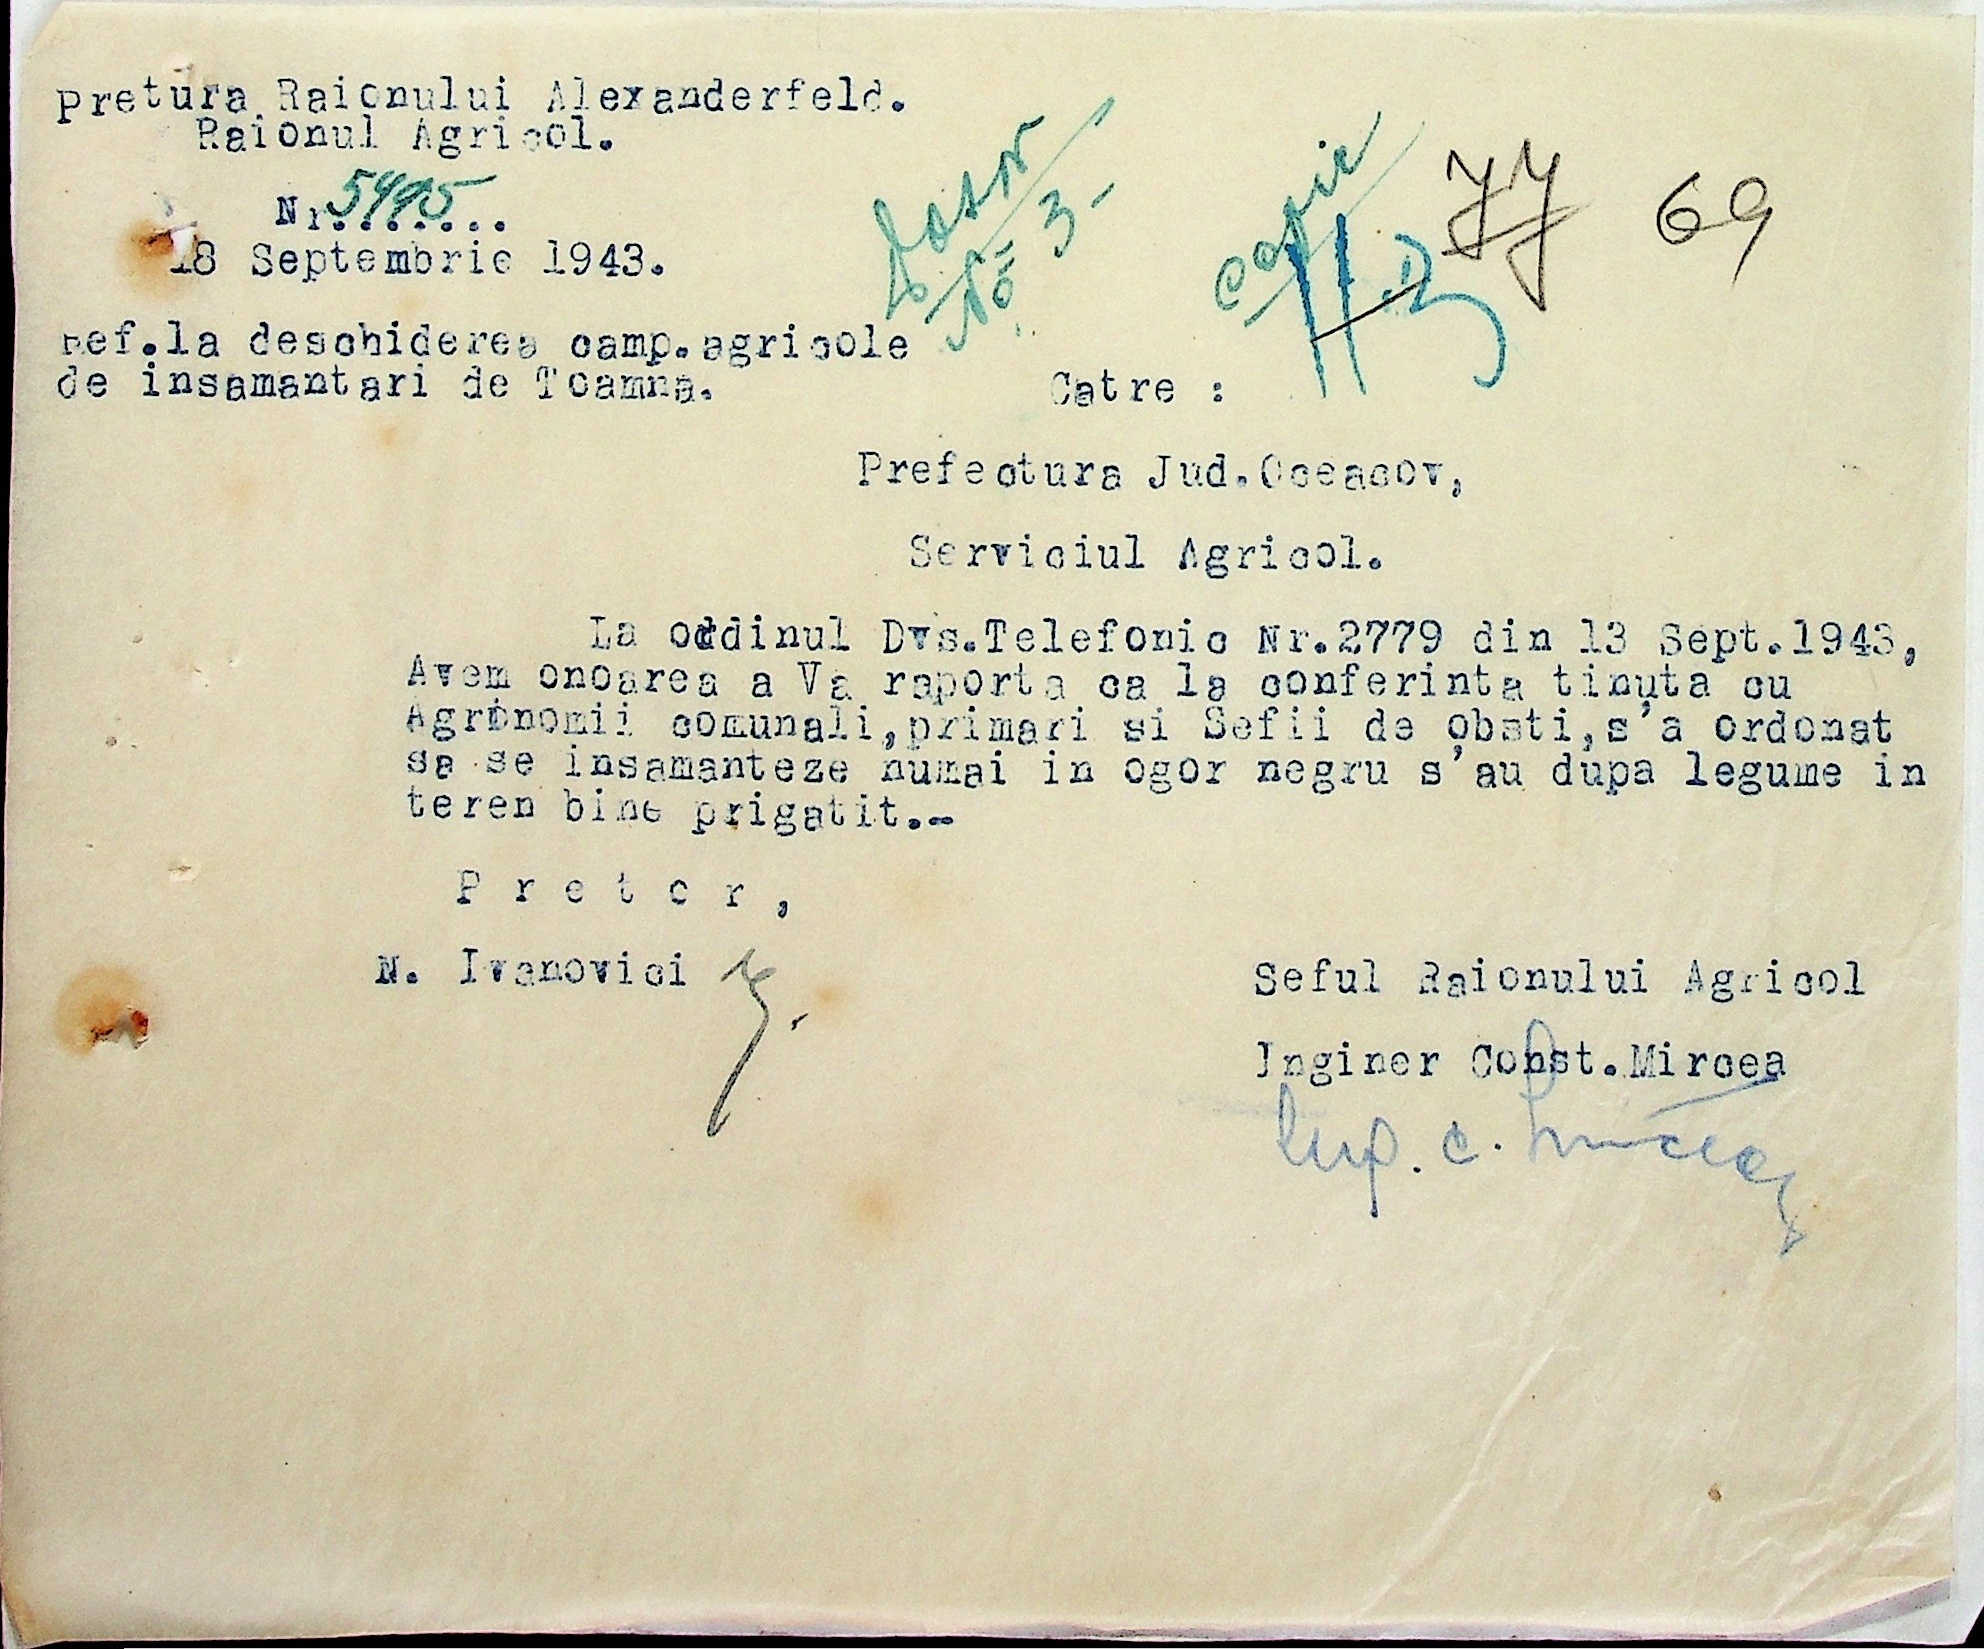 Pretura Raionului Alexanderfeld.
Raionul Agricol.
Nr.5495......
18 Septembrie 1943.
Dosar
No 3-
copie
77
69
Ref.la deschiderea camp.agricole
de insamantari de Toamna.
Catre :
Prefectura Jud.Oceacov,
Serviciul Agricol.
La ordinul Dvs.Telefonic Nr.2779 din 13 Sept.1943,
Avem onoarea a Va raporta ca la conferinta tinuta cu
Agronomii comunali,primari si Sefii de obsti,s'a ordonat
sa se insamanteze numai in ogor negru s'au dupa legume in
teren bine prigatit.-
P r e t o r ,
N. Ivanovici
Seful Raionului Agricol
Inginer Const.Mircea
Ing. C. Mircea